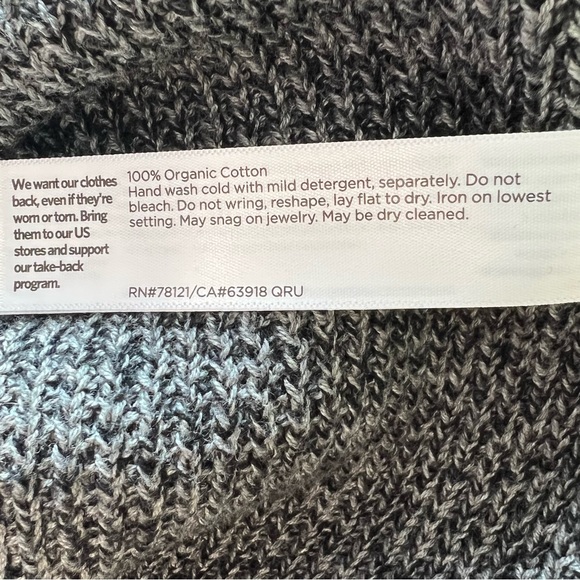 We want our clothes
back, even if they're
worn or torn. Bring
them to our US
stores and support
our take-back
program.
100% Organic Cotton
Hand wash cold with mild detergent, separately. Do not
bleach. Do not wring, reshape, lay flat to dry. Iron on lowest
setting. May snag on jewelry. May be dry cleaned.
RN#78121/CA#63918 QRU